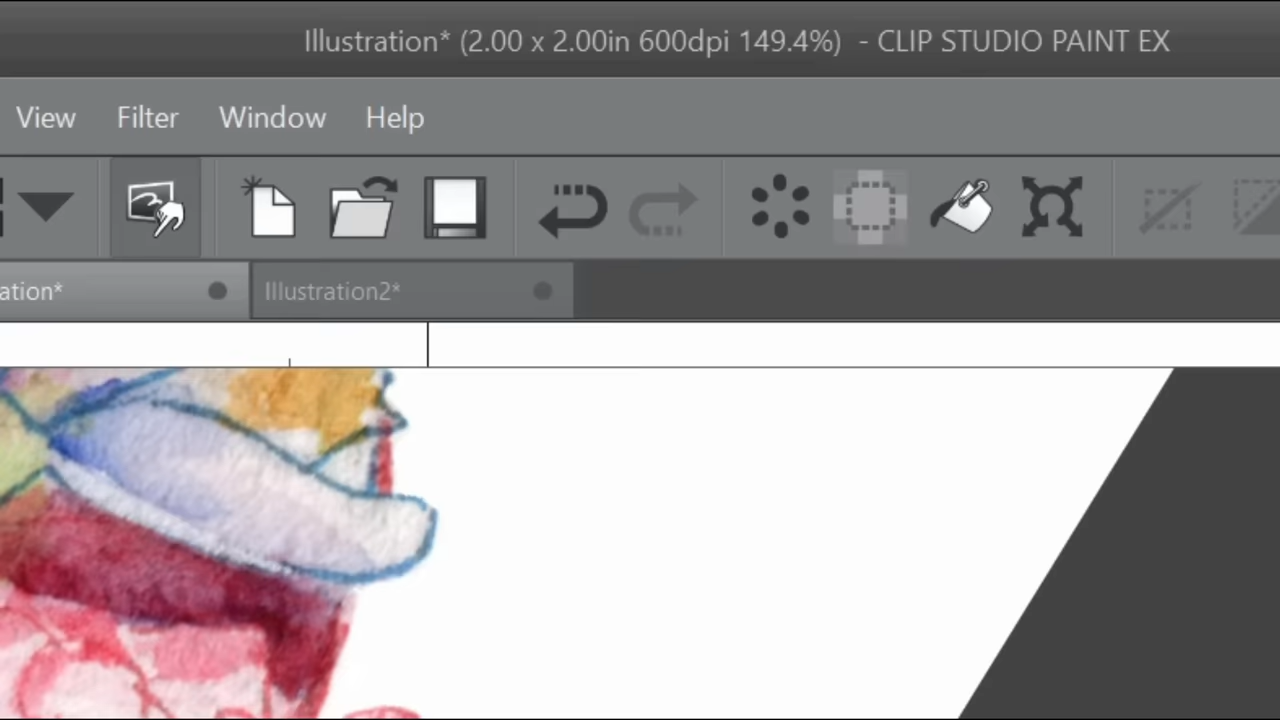 Illustration* (2.00 x 2.00in 600dpi 149.4%) - CLIP STUDIO PAINT EX
View Filter Window Help
ation* Illustration2*